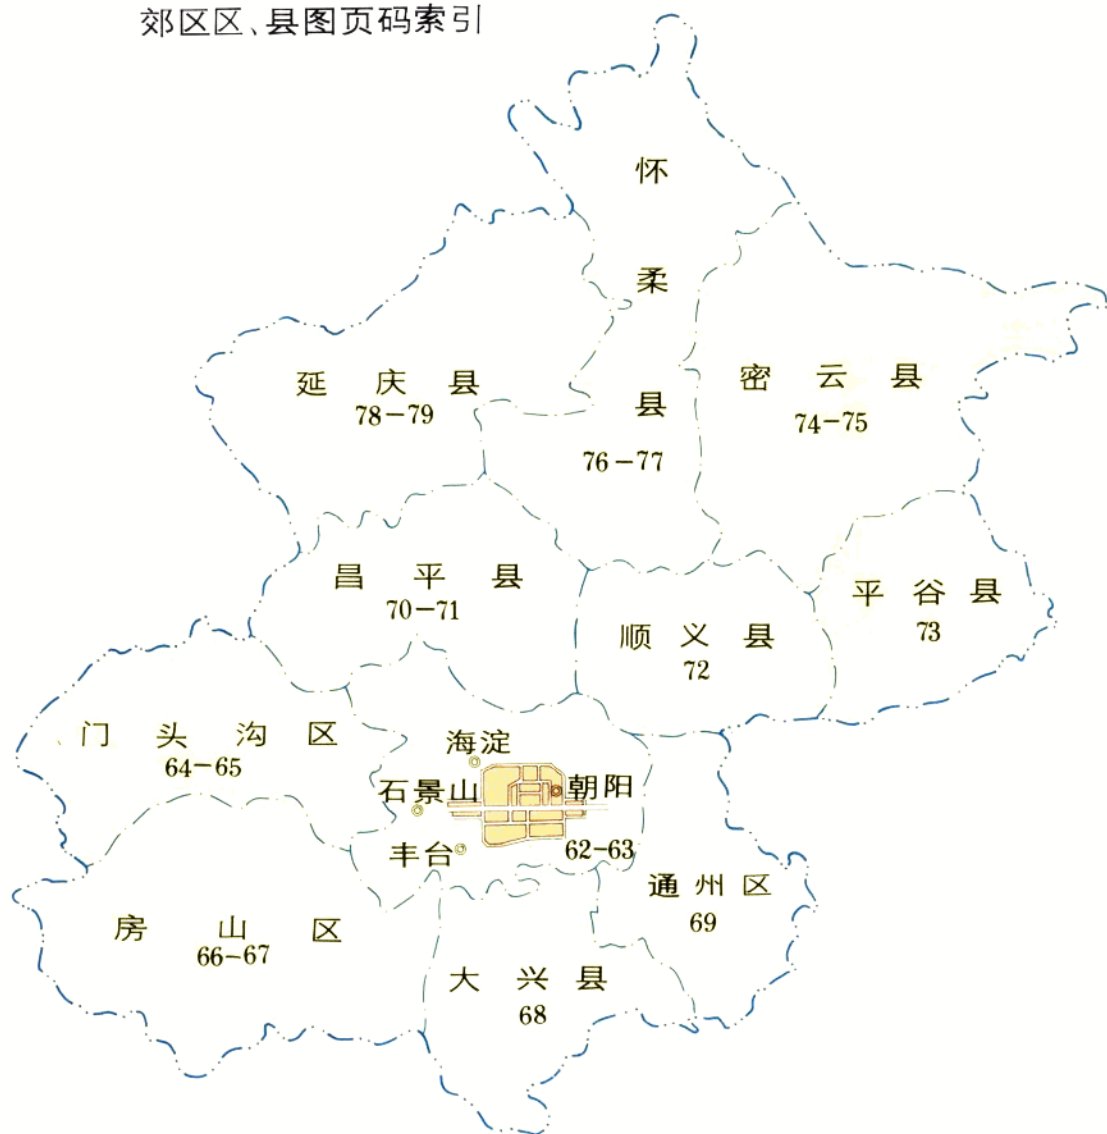 郊区区、县图页码索引
怀
柔
县
76-77
延庆县
78-79
密云县
74-75
昌平县
70-71
顺义县
72
平谷县
73
门头沟区
64-65
海淀
石景山
朝阳
丰台
62-63
通州区
69
房山区
66-67
大兴县
68